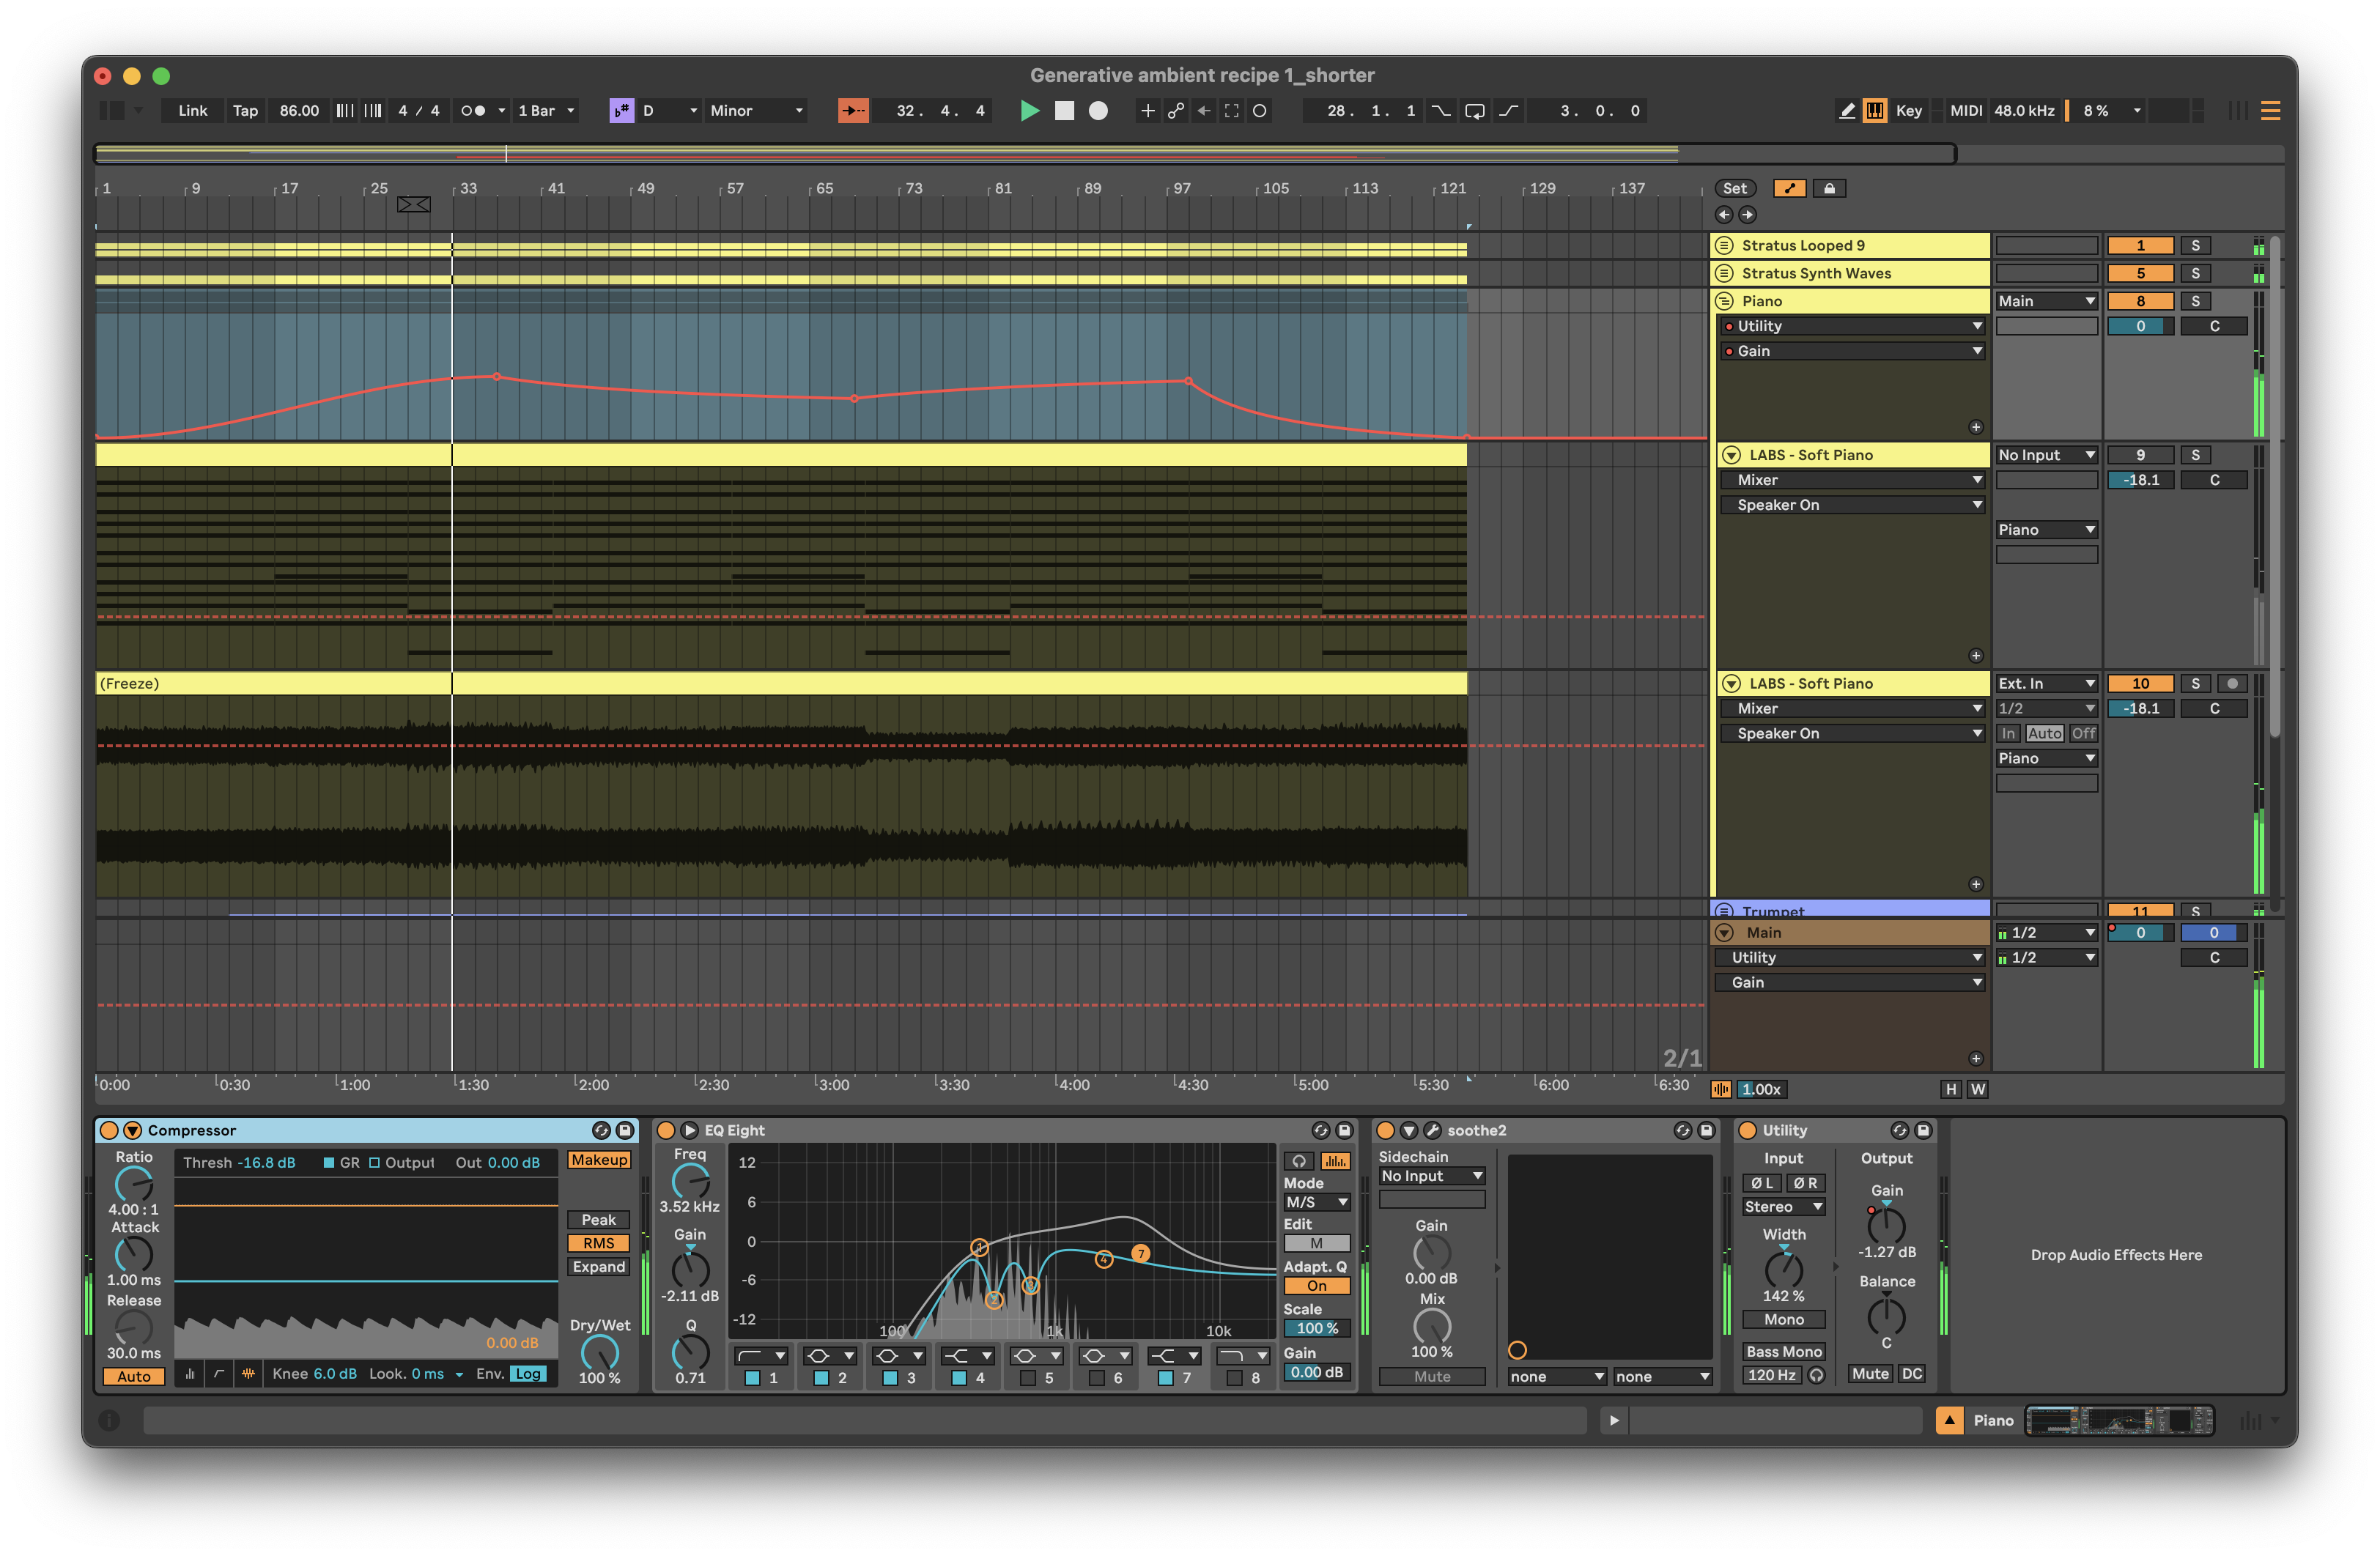 Generative ambient recipe 1_shorter
Link Tap 86.00 4 / 4 1 Bar D Minor 32. 4. 4 28. 1. 1 3. 0. 0 Key MIDI 48.0 kHz 8 %
1 9 17 25 33 41 49 57 65 73 81 89 97 105 113 121 129 137 Set
Stratus Looped 9 1 S
Stratus Synth Waves 5 S
Piano Main 8 S
Utility 0 C
Gain
LABS - Soft Piano No Input 9 S
Mixer -18.1 C
Speaker On
Piano
(Freeze) LABS - Soft Piano Ext. In 10 S
Mixer 1/2 -18.1 C
Speaker On In Auto Off
Piano
Trumpet 11 S
Main 1/2 0 0
Utility 1/2 C
Gain
2/1
0:00 0:30 1:00 1:30 2:00 2:30 3:00 3:30 4:00 4:30 5:00 5:30 6:00 6:30 1.00x H W
Compressor
Ratio
4.00 : 1
Attack
1.00 ms
Release
30.0 ms
Auto
Thresh -16.8 dB GR Output Out 0.00 dB
0.00 dB
Knee 6.0 dB Look. 0 ms Env. Log
Makeup
Peak
RMS
Expand
Dry/Wet
100 %
EQ Eight
Freq
3.52 kHz
Gain
-2.11 dB
Q
0.71
12
6
0
-6
-12
100 1k 10k
1 2 3 4 7
1 2 3 4 5 6 7 8
Mode
M/S
Edit
M
Adapt. Q
On
Scale
100 %
Gain
0.00 dB
soothe2
Sidechain
No Input
Gain
0.00 dB
Mix
100 %
Mute
none none
Utility
Input
Ø L Ø R
Stereo
Width
142 %
Mono
Bass Mono
120 Hz
Output
Gain
-1.27 dB
Balance
C
Mute DC
Drop Audio Effects Here
Piano